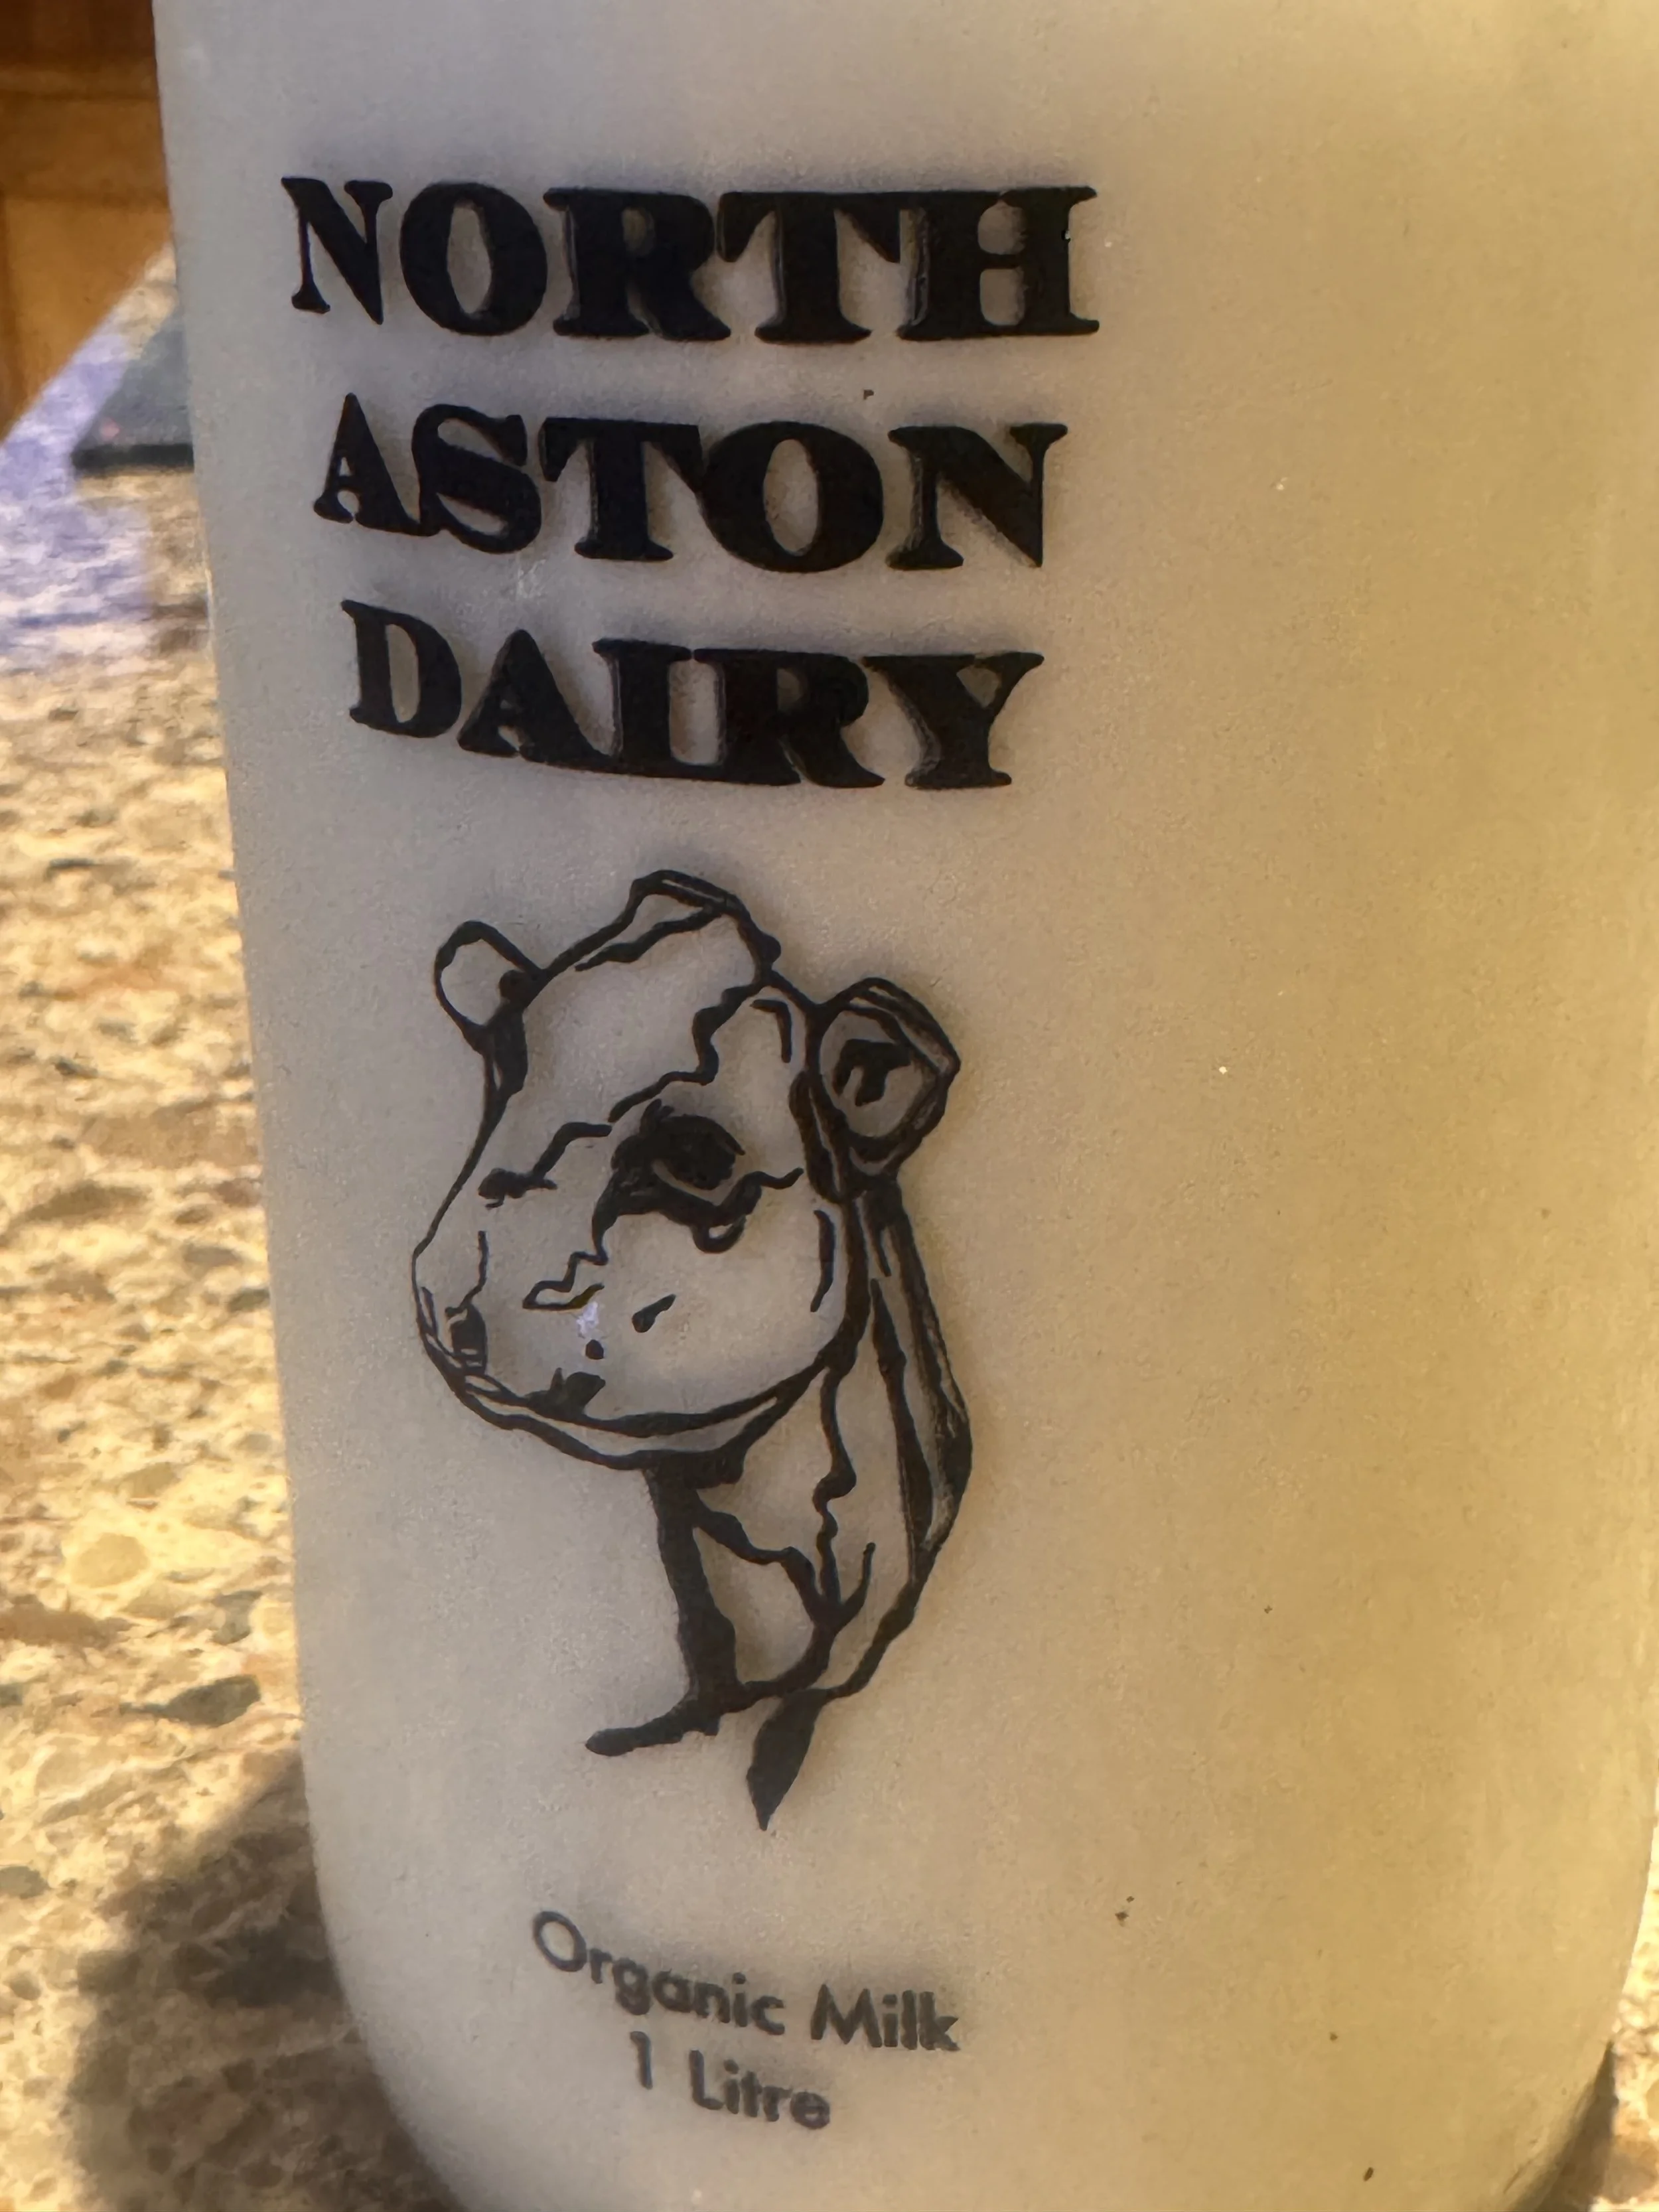 NORTH
ASTON
DAIRY
Organic Milk
1 Litre